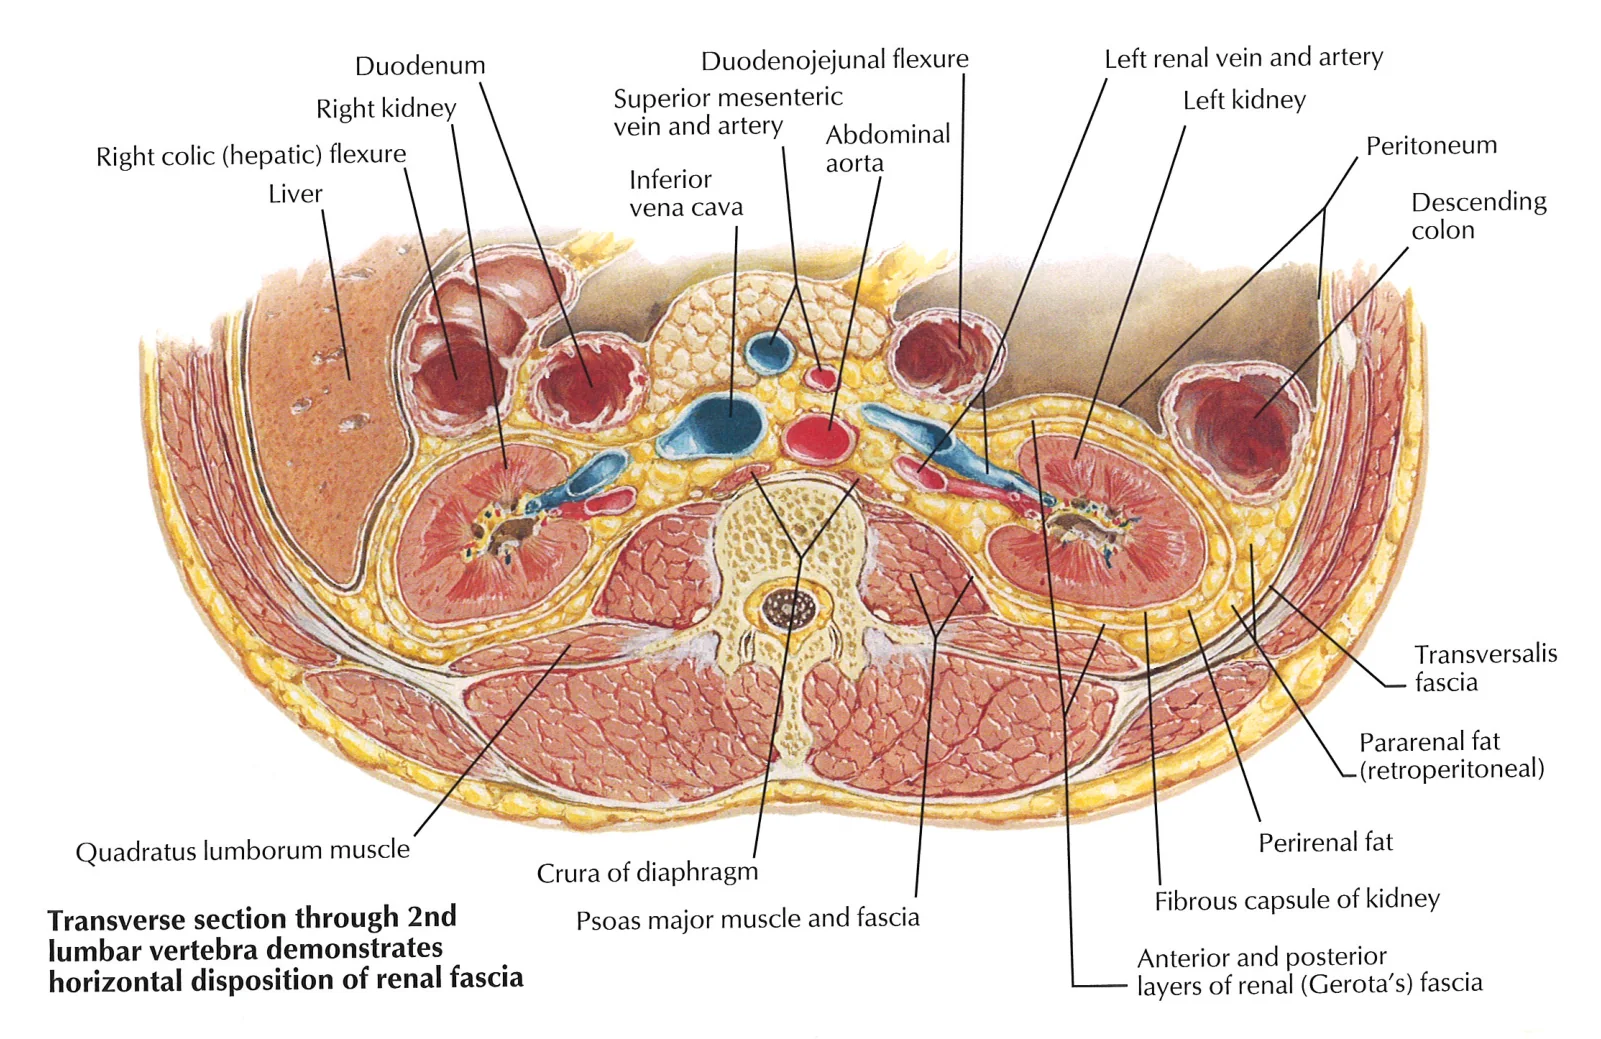 Duodenum
Right kidney
Right colic (hepatic) flexure
Liver
Duodenojejunal flexure
Superior mesenteric
vein and artery
Abdominal
aorta
Inferior
vena cava
Left renal vein and artery
Left kidney
Peritoneum
Descending
colon
Transversalis
fascia
Pararenal fat
(retroperitoneal)
Perirenal fat
Fibrous capsule of kidney
Anterior and posterior
layers of renal (Gerota's) fascia
Quadratus lumborum muscle
Crura of diaphragm
Psoas major muscle and fascia
Transverse section through 2nd
lumbar vertebra demonstrates
horizontal disposition of renal fascia